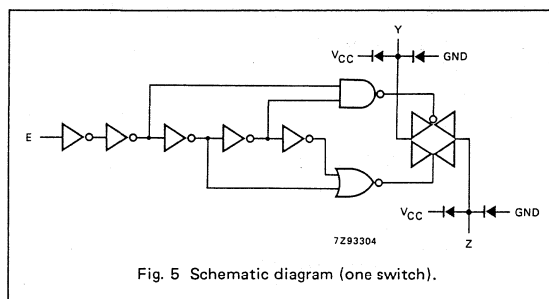 Y
VCC
GND
E
VCC
GND
7Z93304
Z
Fig. 5 Schematic diagram (one switch).